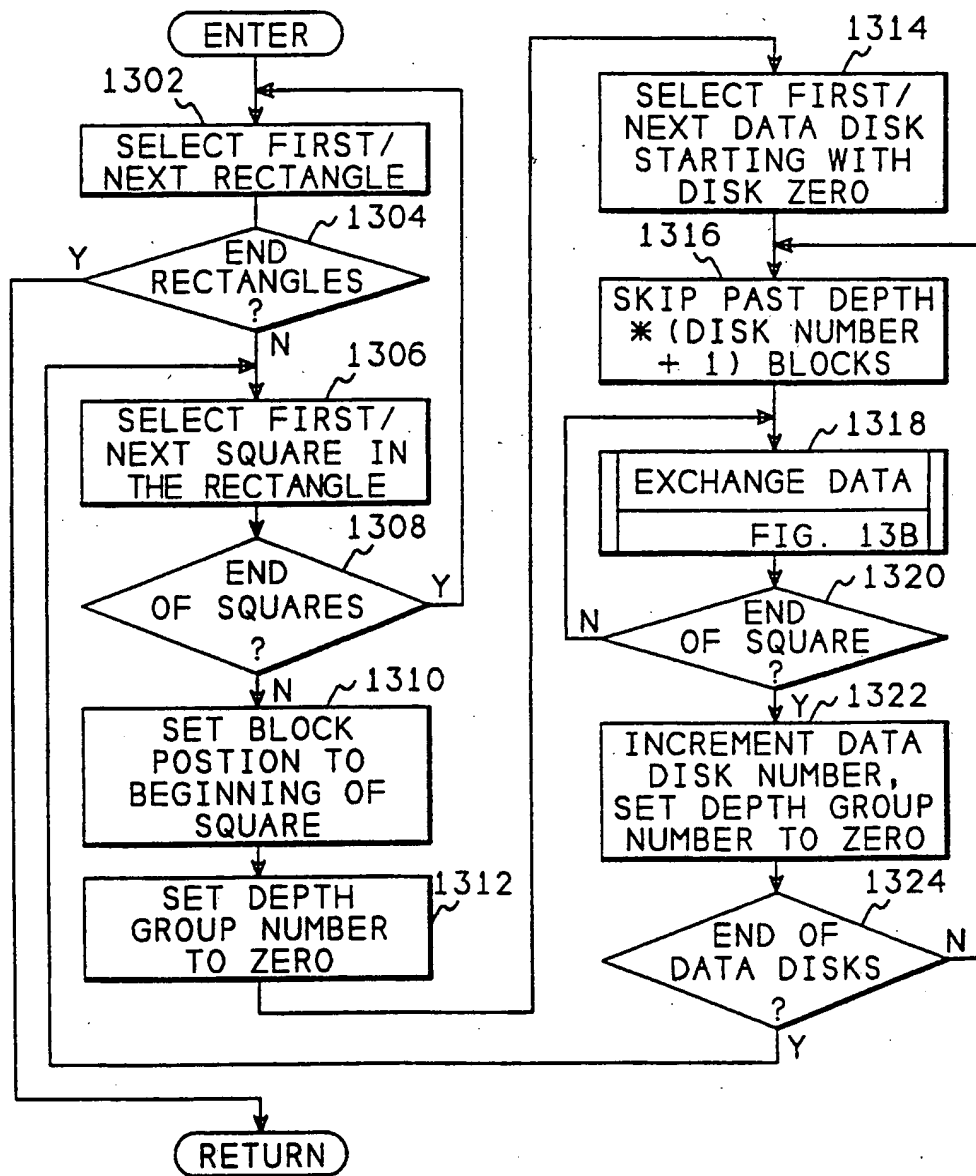 ENTER
1302
SELECT FIRST/
NEXT RECTANGLE
1304
END
RECTANGLES
?
Y
N
1306
SELECT FIRST/
NEXT SQUARE IN
THE RECTANGLE
1308
END
OF SQUARES
?
Y
N
1310
SET BLOCK
POSTION TO
BEGINNING OF
SQUARE
1312
SET DEPTH
GROUP NUMBER
TO ZERO
RETURN
1314
SELECT FIRST/
NEXT DATA DISK
STARTING WITH
DISK ZERO
1316
SKIP PAST DEPTH
* (DISK NUMBER
+ 1) BLOCKS
1318
EXCHANGE DATA
FIG. 13B
1320
END
OF SQUARE
?
N
Y
1322
INCREMENT DATA
DISK NUMBER,
SET DEPTH GROUP
NUMBER TO ZERO
1324
END OF
DATA DISKS
?
N
Y